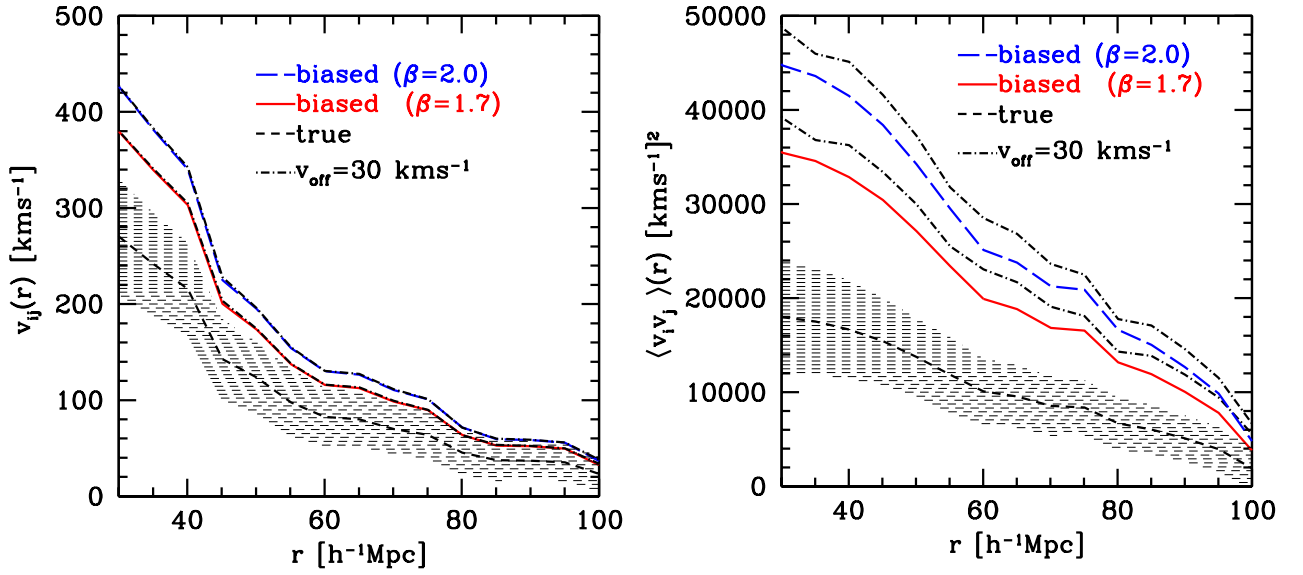 500
400
300
200
100
0
v_ij(r) [kms⁻¹]
biased (β=2.0)
biased (β=1.7)
true
v_off=30 kms⁻¹
40
60
80
100
r [h⁻¹Mpc]
50000
40000
30000
20000
10000
0
⟨v_i v_j⟩(r) [kms⁻¹]²
biased (β=2.0)
biased (β=1.7)
true
v_off=30 kms⁻¹
40
60
80
100
r [h⁻¹Mpc]